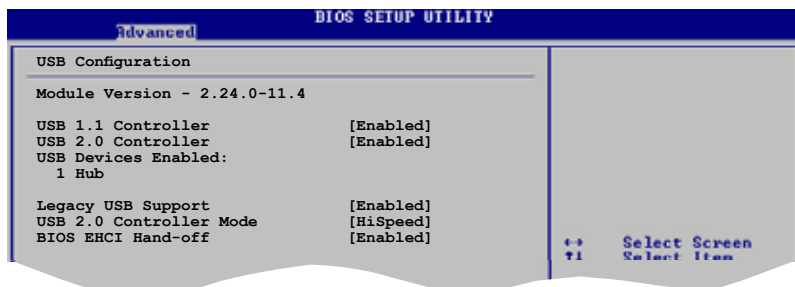 BIOS SETUP UTILITY
Advanced
USB Configuration
Module Version - 2.24.0-11.4
USB 1.1 Controller [Enabled]
USB 2.0 Controller [Enabled]
USB Devices Enabled:
1 Hub
Legacy USB Support [Enabled]
USB 2.0 Controller Mode [HiSpeed]
BIOS EHCI Hand-off [Enabled]
↔ Select Screen
↑↓ Select Item